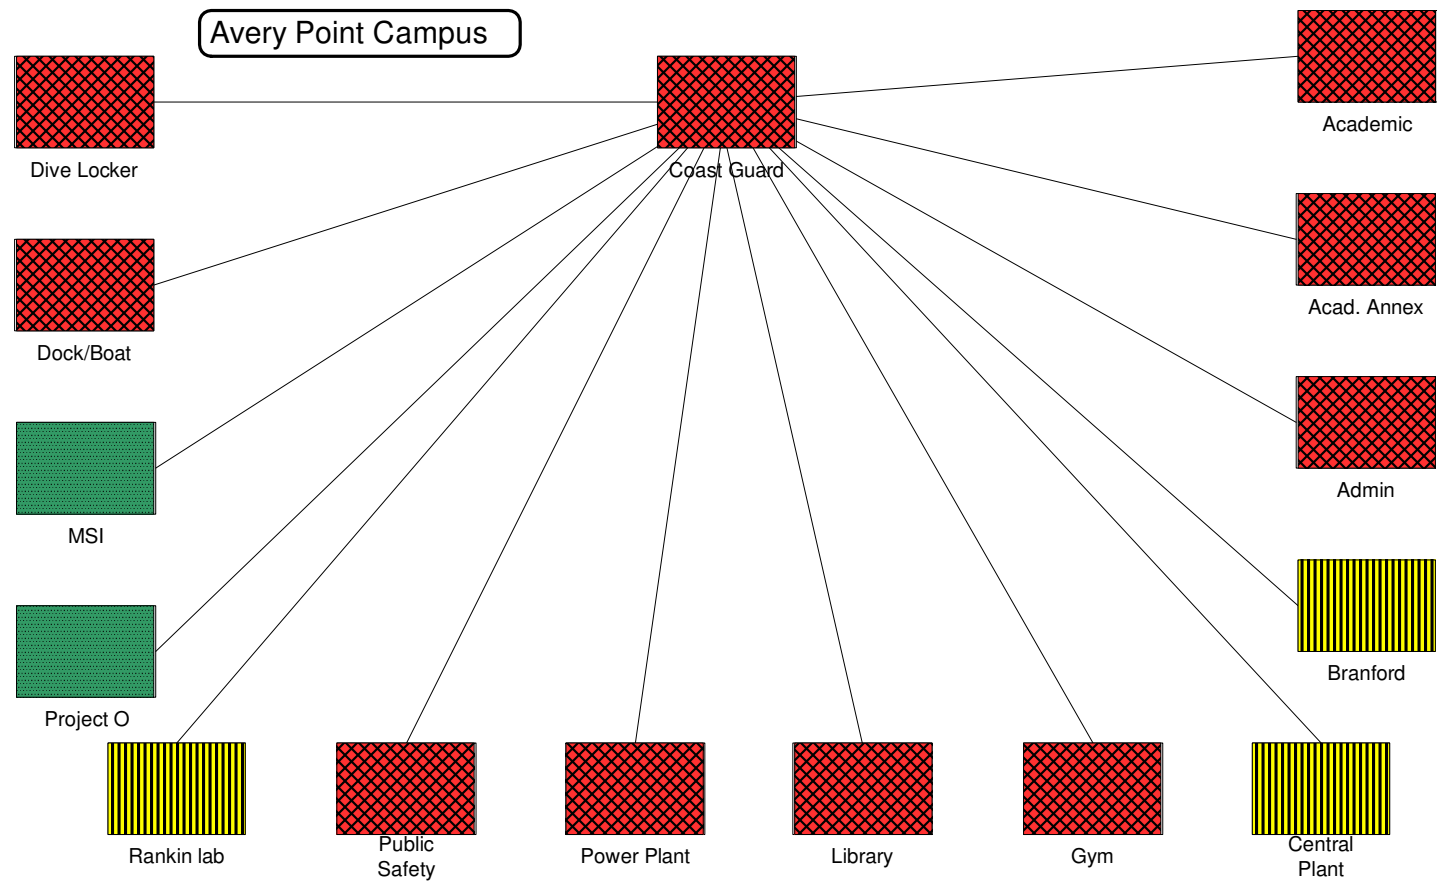 Avery Point Campus
Academic
Dive Locker
Coast Guard
Acad. Annex
Dock/Boat
Admin
MSI
Branford
Project O
Rankin lab
Public
Safety
Power Plant
Library
Gym
Central
Plant